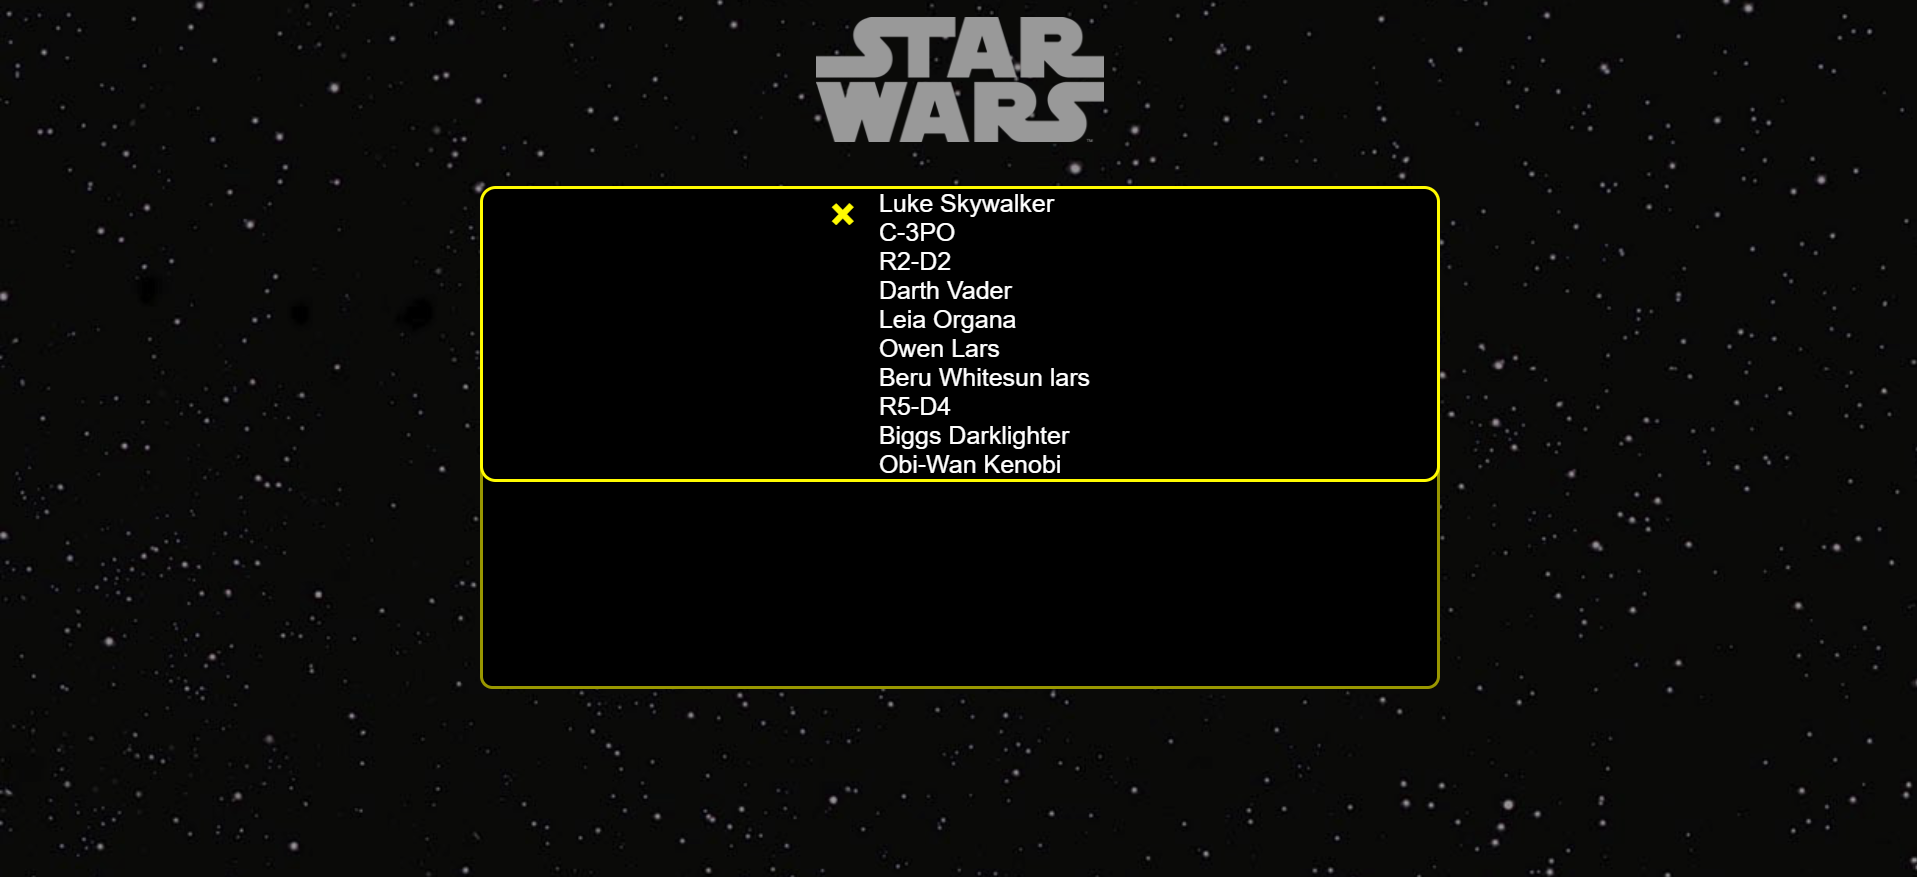 STAR
WARS
™
Luke Skywalker
C-3PO
R2-D2
Darth Vader
Leia Organa
Owen Lars
Beru Whitesun lars
R5-D4
Biggs Darklighter
Obi-Wan Kenobi